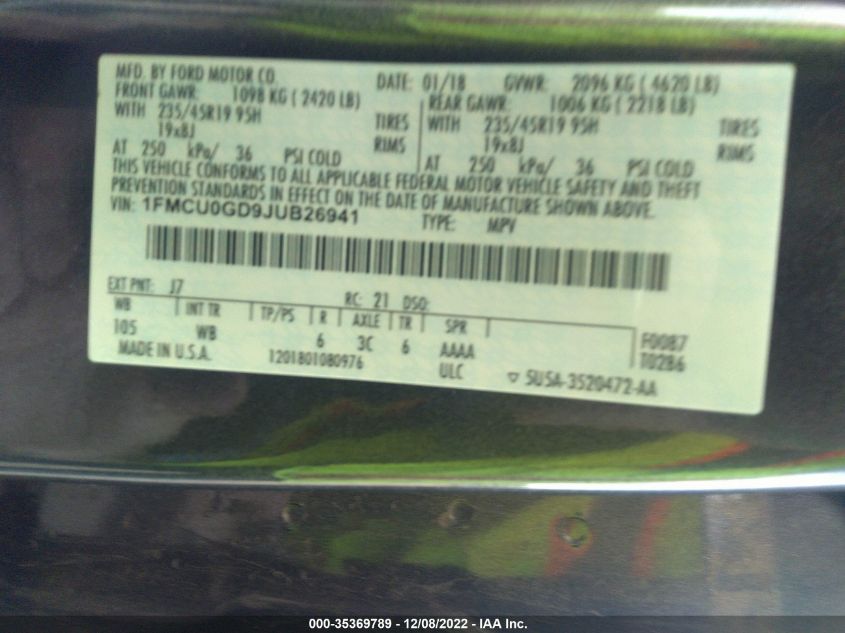 MFD. BY FORD MOTOR CO.
DATE: 01/18 GVWR: 2096 KG ( 4620 LB)
FRONT GAWR: 1098 KG ( 2420 LB)
WITH 235/45R19 95H TIRES
19x8J RIMS
AT 250 kPa/ 36 PSI COLD
REAR GAWR: 1006 KG ( 2218 LB)
WITH 235/45R19 95H TIRES
19x8J RIMS
AT 250 kPa/ 36 PSI COLD
THIS VEHICLE CONFORMS TO ALL APPLICABLE FEDERAL MOTOR VEHICLE SAFETY AND THEFT
PREVENTION STANDARDS IN EFFECT ON THE DATE OF MANUFACTURE SHOWN ABOVE.
VIN: 1FMCU0GD9JUB26941
TYPE: MPV
EXT PNT: J7 RC: 21 DSO:
WB INT TR TP/PS R AXLE TR SPR
105 WB 6 3C 6 AAAA
F0087
T0286
MADE IN U.S.A. 1201801080976 ULC
▽ 5U5A-3520472-AA
000-35369789 - 12/08/2022 - IAA Inc.